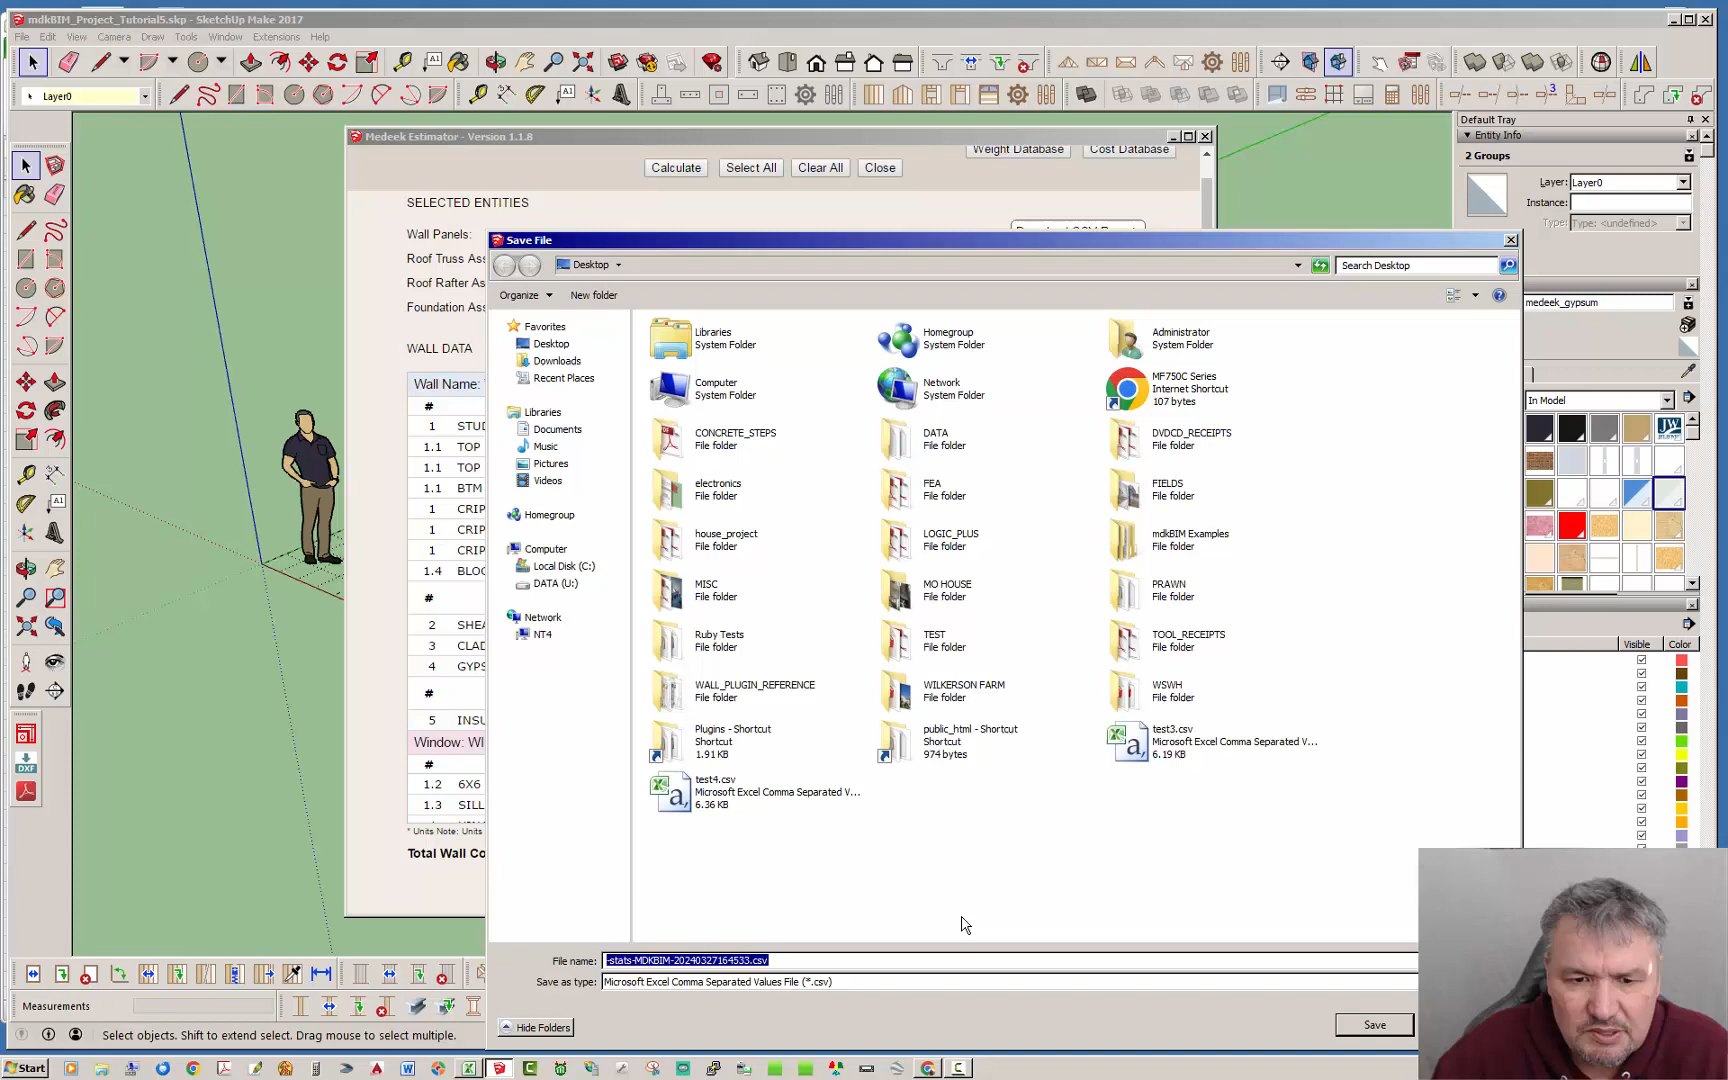 mdkBIM_Project_Tutorial5.skp - SketchUp Make 2017
File Edit View Camera Draw Tools Window Extensions Help
Layer0
Default Tray
Entity Info
2 Groups
Layer: Layer0
Instance:
Type: Type: <undefined>
Medeek Estimator - Version 1.1.8
Weight Database Cost Database
Calculate Select All Clear All Close
SELECTED ENTITIES
Wall Panels:
Roof Truss Ass
Roof Rafter As
Foundation Ass
WALL DATA
Wall Name:
#
1 STUD
1.1 TOP
1.1 TOP
1.1 BTM
1 CRIP
1 CRIP
1.4 BLOC
#
2 SHEA
3 CLAD
4 GYPS
#
5 INSU
Window: WI
#
1.2 6X6
1.3 SILL
* Units Note: Units
Total Wall Co
Save File
Desktop
Search Desktop
Organize New folder
Favorites
Desktop
Downloads
Recent Places
Libraries
Documents
Music
Pictures
Videos
Homegroup
Computer
Local Disk (C:)
DATA (U:)
Network
NT4
Libraries
System Folder
Homegroup
System Folder
Administrator
System Folder
Computer
System Folder
Network
System Folder
MF750C Series
Internet Shortcut
107 bytes
CONCRETE_STEPS
File folder
DATA
File folder
DVDCD_RECEIPTS
File folder
electronics
File folder
FEA
File folder
FIELDS
File folder
house_project
File folder
LOGIC_PLUS
File folder
mdkBIM Examples
File folder
MISC
File folder
MO HOUSE
File folder
PRAWN
File folder
Ruby Tests
File folder
TEST
File folder
TOOL_RECEIPTS
File folder
WALL_PLUGIN_REFERENCE
File folder
WILKERSON FARM
File folder
WSWH
File folder
Plugins - Shortcut
Shortcut
1.91 KB
public_html - Shortcut
Shortcut
974 bytes
test3.csv
Microsoft Excel Comma Separated V...
6.19 KB
test4.csv
Microsoft Excel Comma Separated V...
6.36 KB
File name: -stats-MDKBIM-20240327164533.csv
Save as type: Microsoft Excel Comma Separated Values File (*.csv)
Hide Folders
Save
medeek_gypsum
In Model
Visible Color
Measurements
Select objects. Shift to extend select. Drag mouse to select multiple.
Start